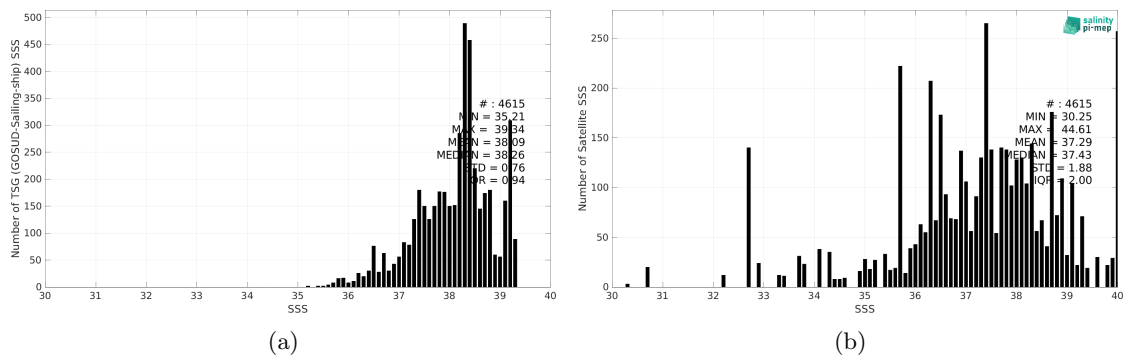 Number of TSG (GOSUD-Sailing-ship) SSS
500
450
400
350
300
250
200
150
100
50
0
# : 4615
MIN = 35.21
MAX = 39.34
MEAN = 38.09
MEDIAN = 38.26
STD = 0.76
IQR = 0.94
30 31 32 33 34 35 36 37 38 39 40
SSS
(a)
salinity
pi-mep
Number of Satellite SSS
250
200
150
100
50
0
# : 4615
MIN = 30.25
MAX = 44.61
MEAN = 37.29
MEDIAN = 37.43
STD = 1.88
IQR = 2.00
30 31 32 33 34 35 36 37 38 39 40
SSS
(b)